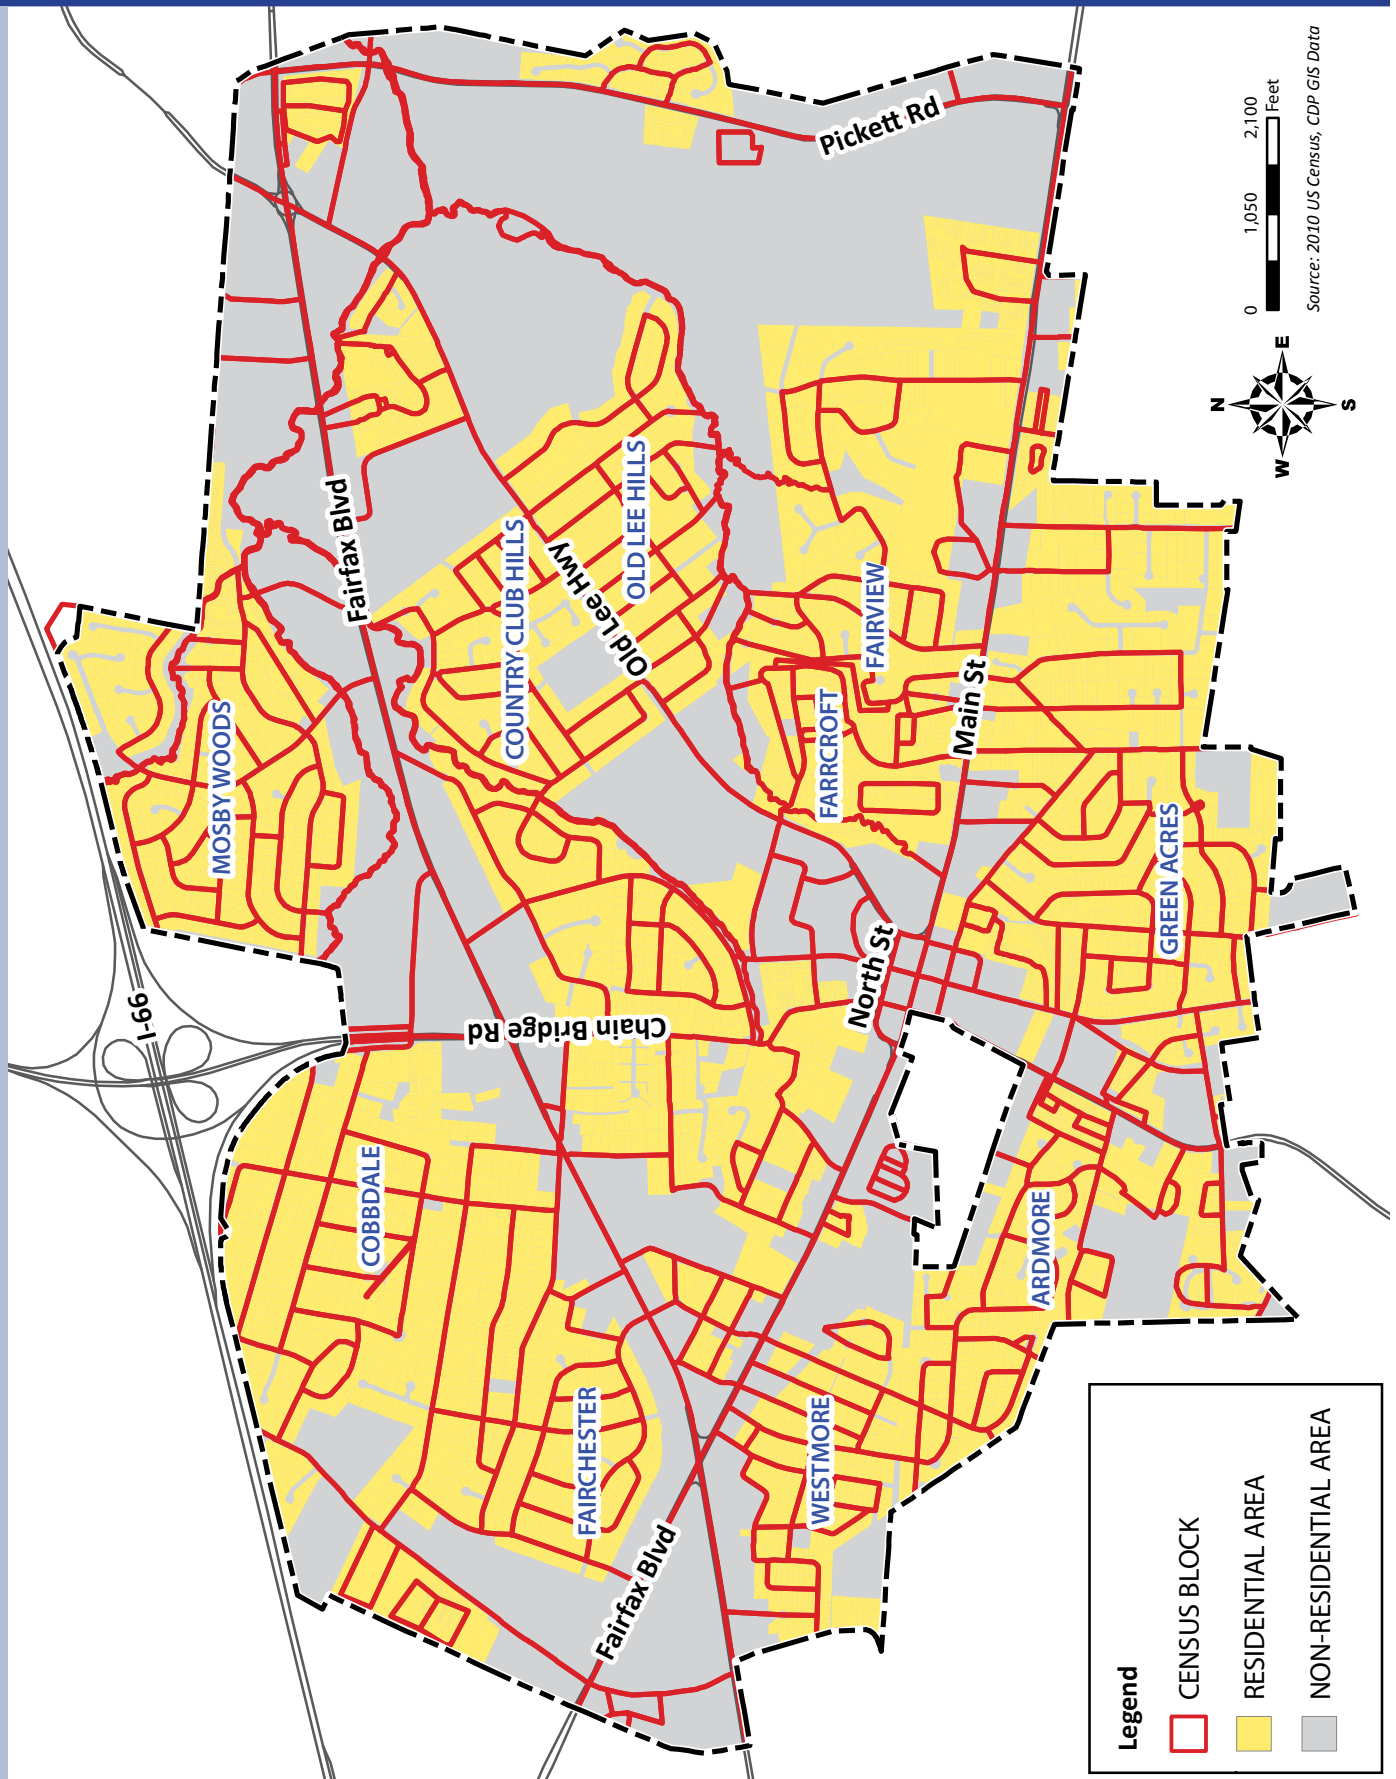 I-66
MOSBY WOODS
Fairfax Blvd
COUNTRY CLUB HILLS
OLD LEE HILLS
Old Lee Hwy
Pickett Rd
FAIRVIEW
FARRCROFT
Main St
GREEN ACRES
North St
Chain Bridge Rd
COBBDALE
FAIRCHESTER
Fairfax Blvd
WESTMORE
ARDMORE
N
E
S
W
0
1,050
2,100
Feet
Source: 2010 US Census, CDP GIS Data
Legend
CENSUS BLOCK
RESIDENTIAL AREA
NON-RESIDENTIAL AREA